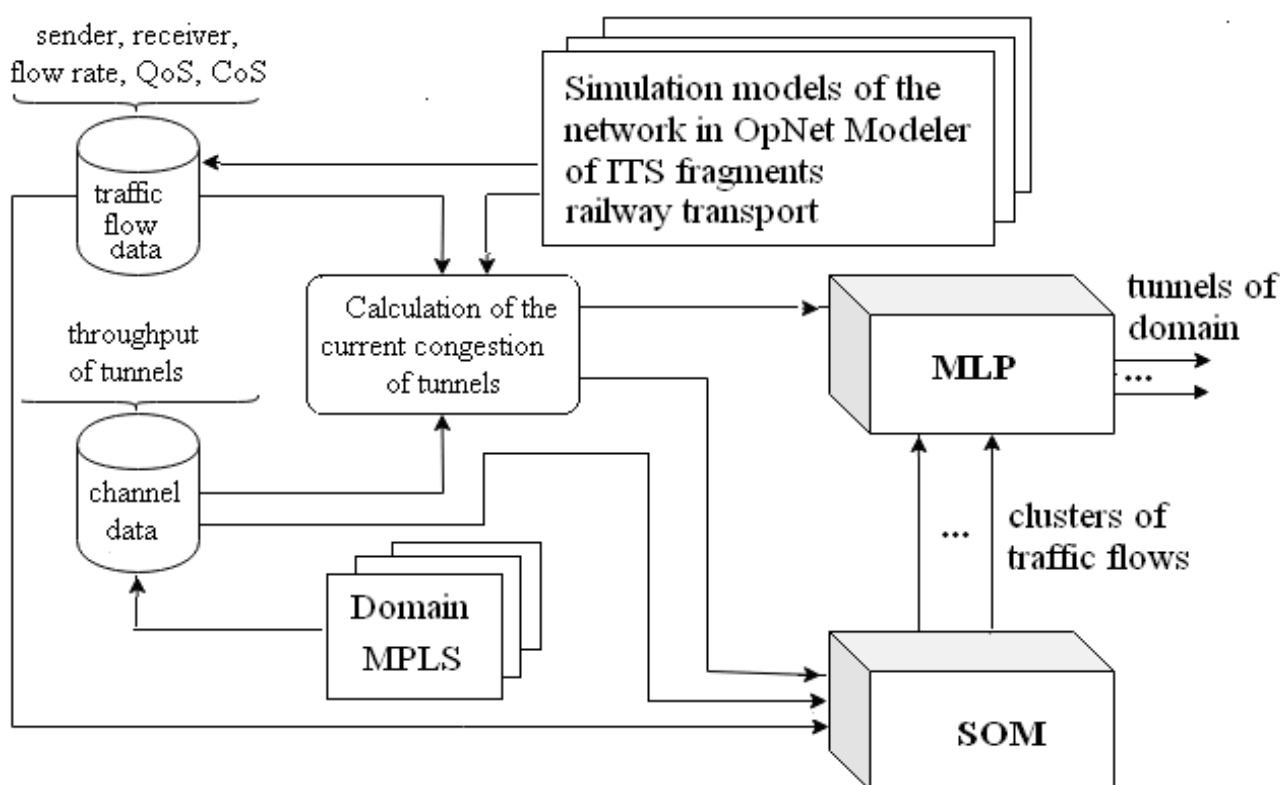 sender, receiver,
flow rate, QoS, CoS
traffic
flow
data
Simulation models of the
network in OpNet Modeler
of ITS fragments
railway transport
throughput
of tunnels
Calculation of the
current congestion
of tunnels
MLP
tunnels of
domain
...
channel
data
Domain
MPLS
...
clusters of
traffic flows
SOM